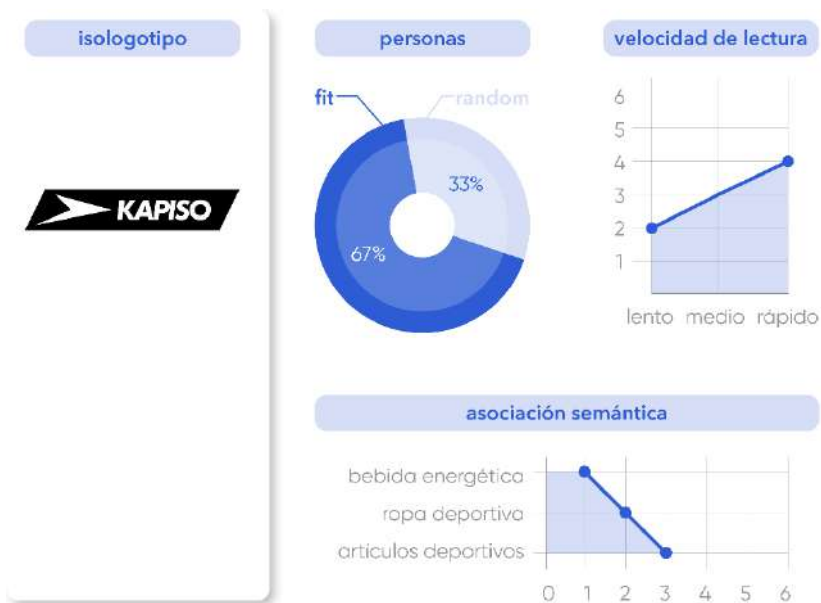 isologotipo
KAPISO
personas
fit
random
33%
67%
velocidad de lectura
6
5
4
3
2
1
lento medio rápido
asociación semántica
bebida energética
ropa deportiva
artículos deportivos
0 1 2 3 4 5 6